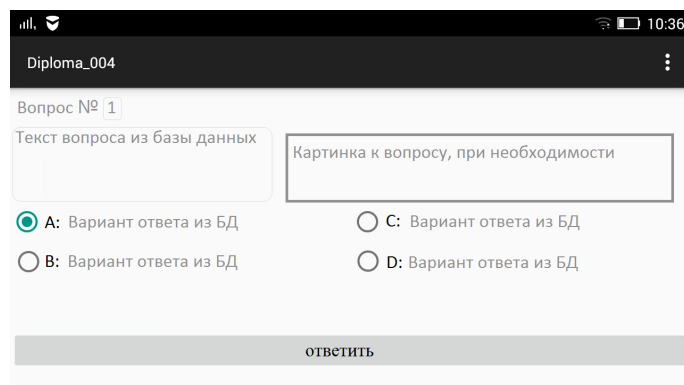 10:36
Diploma_004
Вопрос № 1
Текст вопроса из базы данных
Картинка к вопросу, при необходимости
A: Вариант ответа из БД
C: Вариант ответа из БД
B: Вариант ответа из БД
D: Вариант ответа из БД
ответить